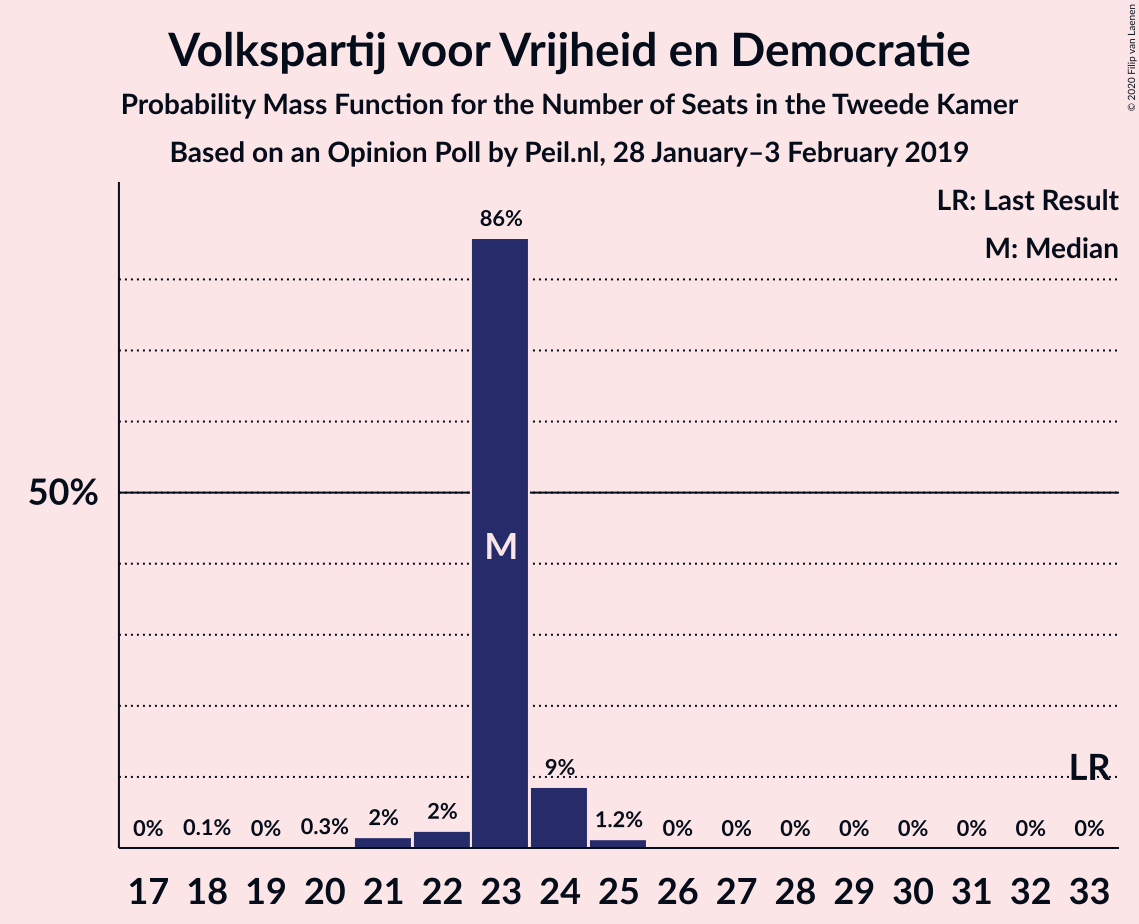 Volkspartij voor Vrijheid en Democratie
Probability Mass Function for the Number of Seats in the Tweede Kamer
Based on an Opinion Poll by Peil.nl, 28 January–3 February 2019
© 2020 Filip van Laenen
LR: Last Result
M: Median
50%
86%
M
LR
0% 0.1% 0% 0.3% 2% 2% 9% 1.2% 0% 0% 0% 0% 0% 0% 0% 0%
17 18 19 20 21 22 23 24 25 26 27 28 29 30 31 32 33